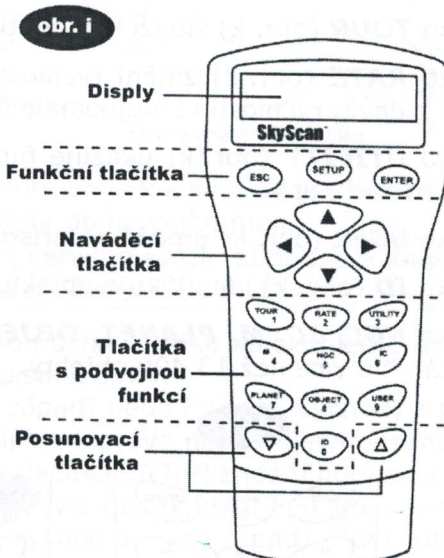 obr. i
Disply
SkyScan
Funkční tlačítka
ESC SETUP ENTER
Naváděcí
tlačítka
TOUR RATE UTILITY
1 2 3
Tlačítka
s podvojnou
funkcí
M NGC IC
4 5 6
PLANET OBJECT USER
7 8 9
Posunovací
tlačítka
ID
0